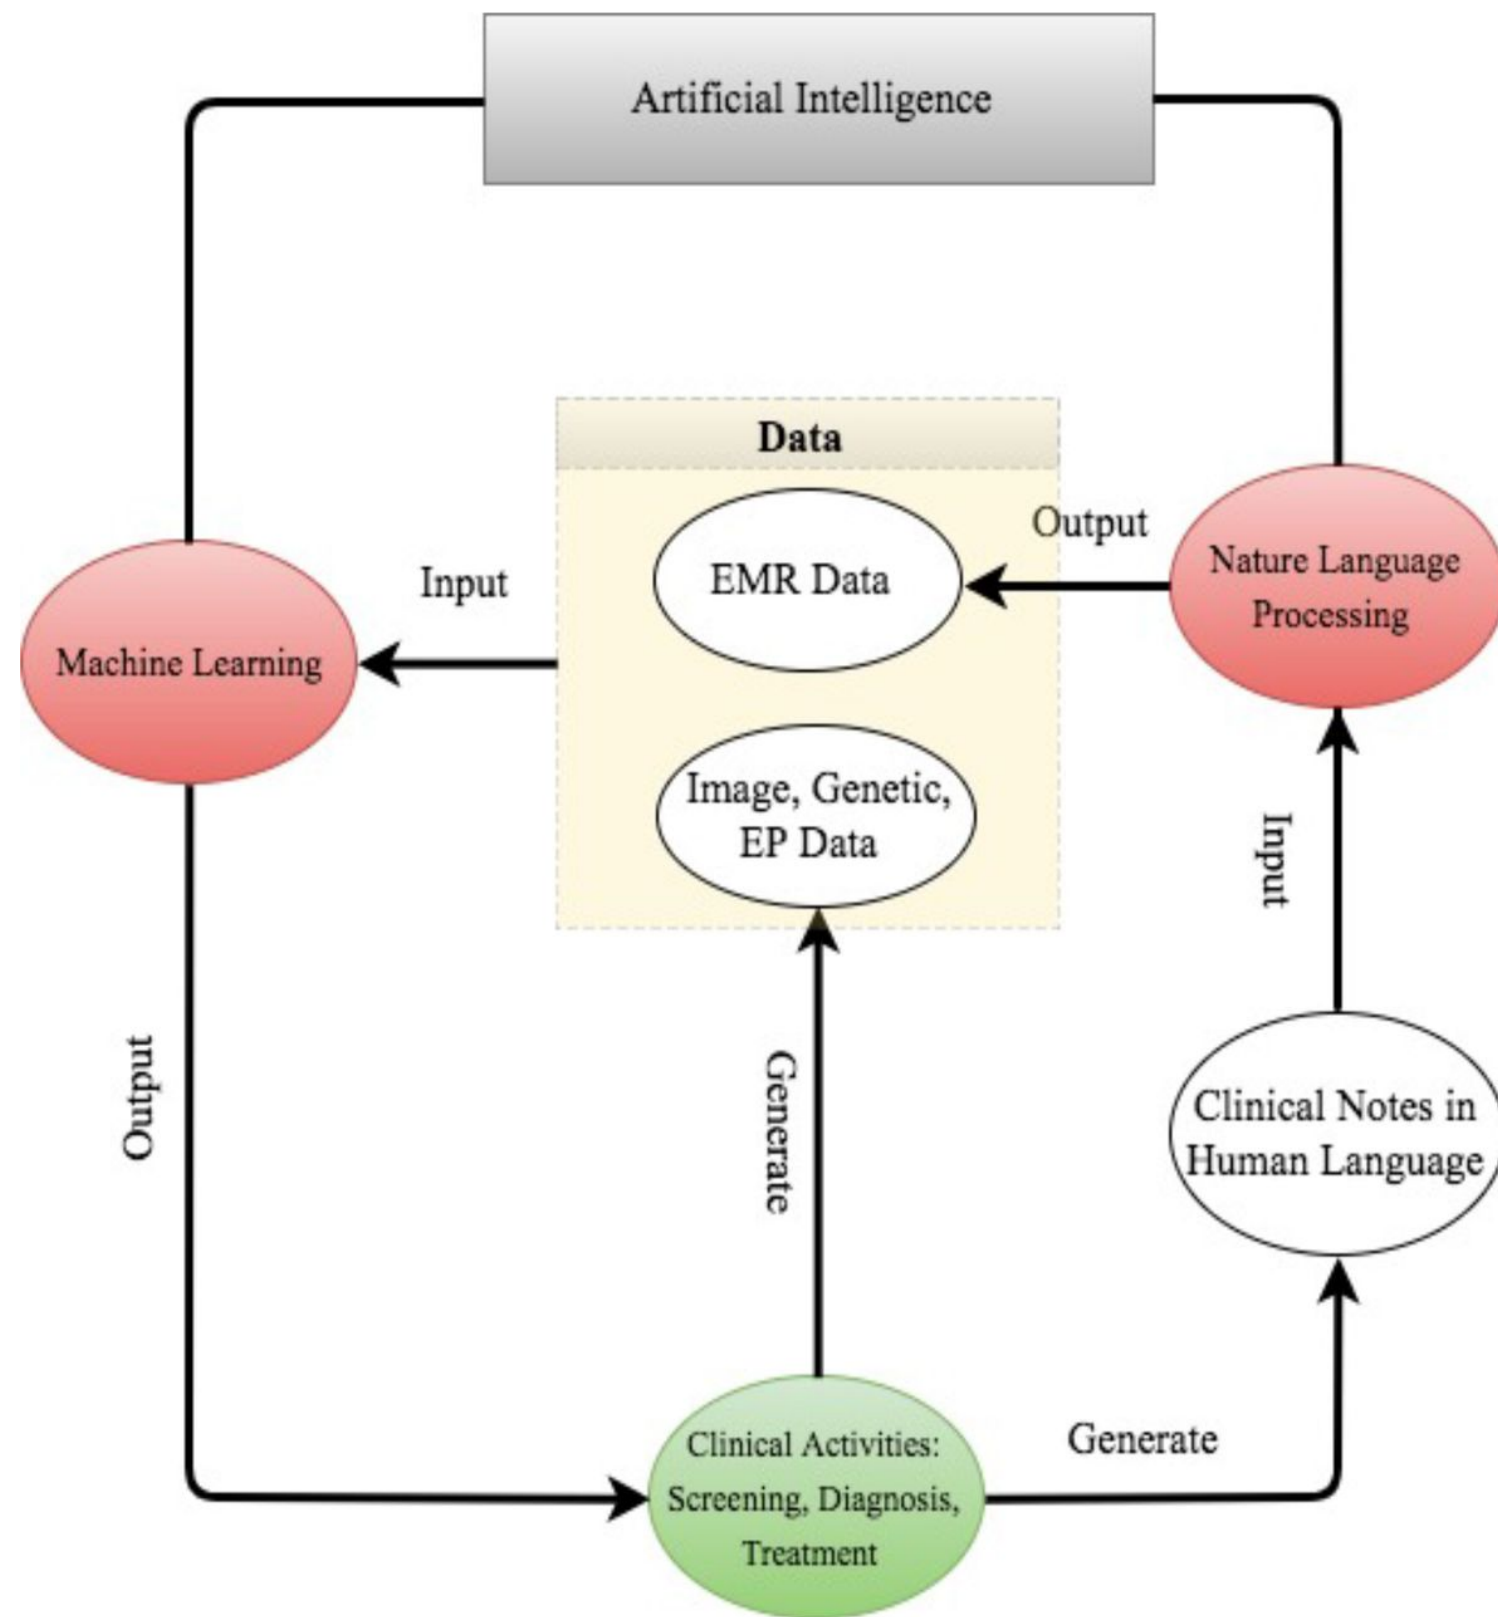 Artificial Intelligence
Data
Output
EMR Data
Nature Language
Processing
Input
Machine Learning
Image, Genetic,
EP Data
Input
Output
Generate
Clinical Notes in
Human Language
Generate
Clinical Activities:
Screening, Diagnosis,
Treatment